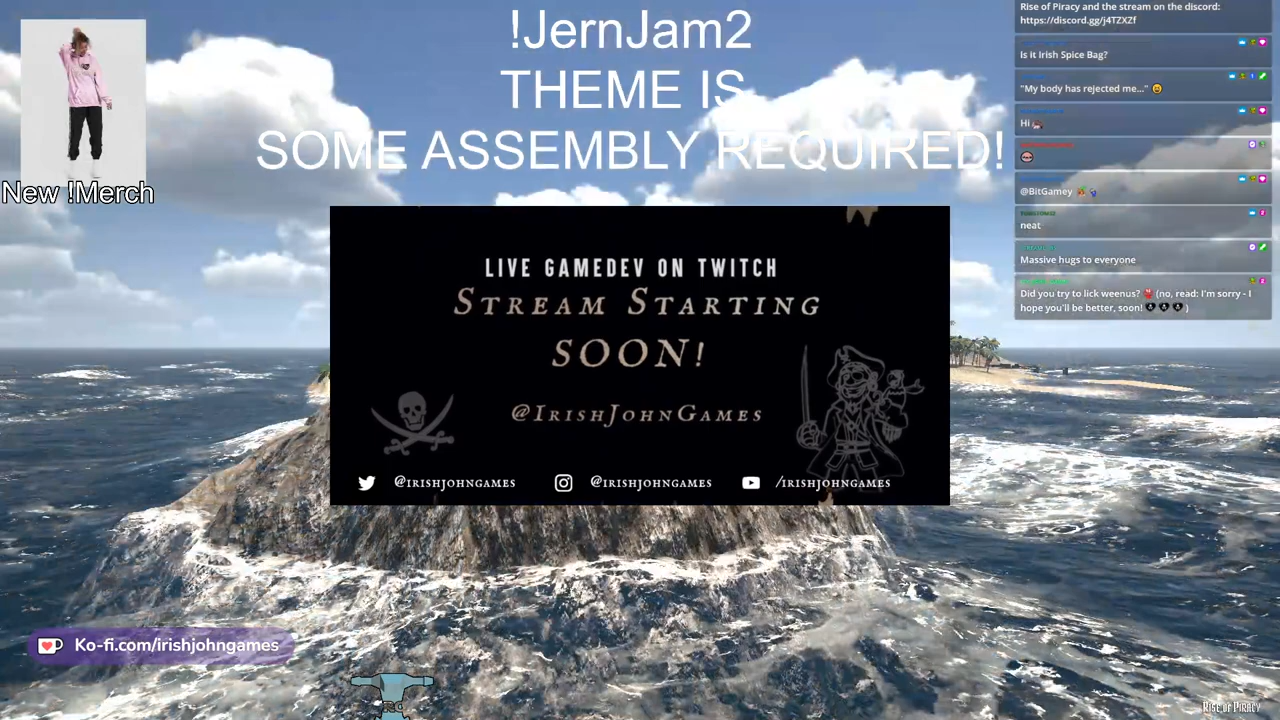 !JernJam2
THEME IS
SOME ASSEMBLY REQUIRED!
New !Merch
LIVE GAMEDEV ON TWITCH
STREAM STARTING
SOON!
@IRISHJOHNGAMES
@IRISHJOHNGAMES
@IRISHJOHNGAMES
/IRISHJOHNGAMES
Rise of Piracy and the stream on the discord:
https://discord.gg/j4TZXZf
Is it Irish Spice Bag?
"My body has rejected me..."
Hi
@BitGamey
neat
Massive hugs to everyone
Did you try to lick weenus? (no, read: I'm sorry - I
hope you'll be better, soon! )
Ko-fi.com/irishjohngames
RISE OF PIRACY